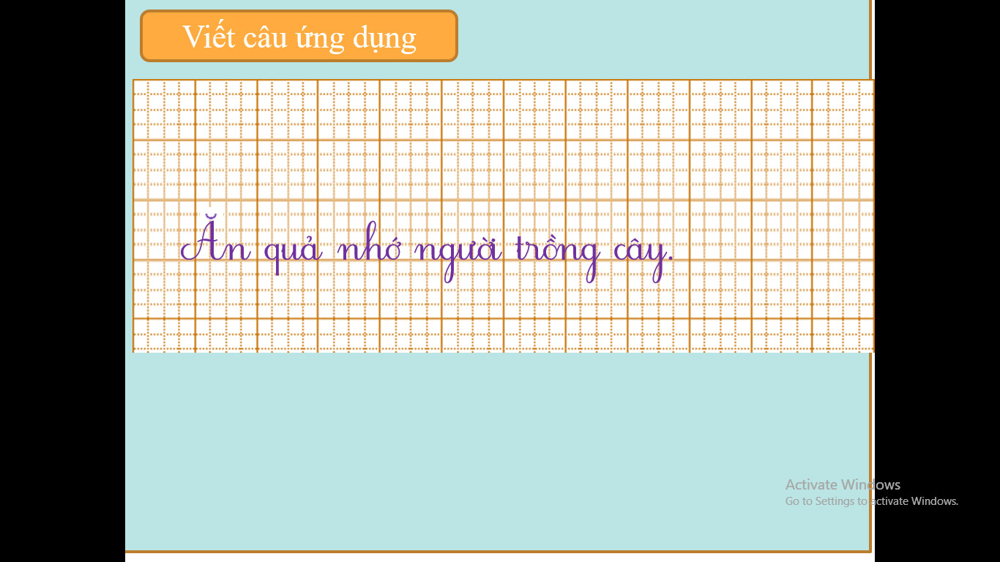 Viết câu ứng dụng
Ăn quả nhớ người trồng cây.
Activate Windows
Go to Settings to activate Windows.